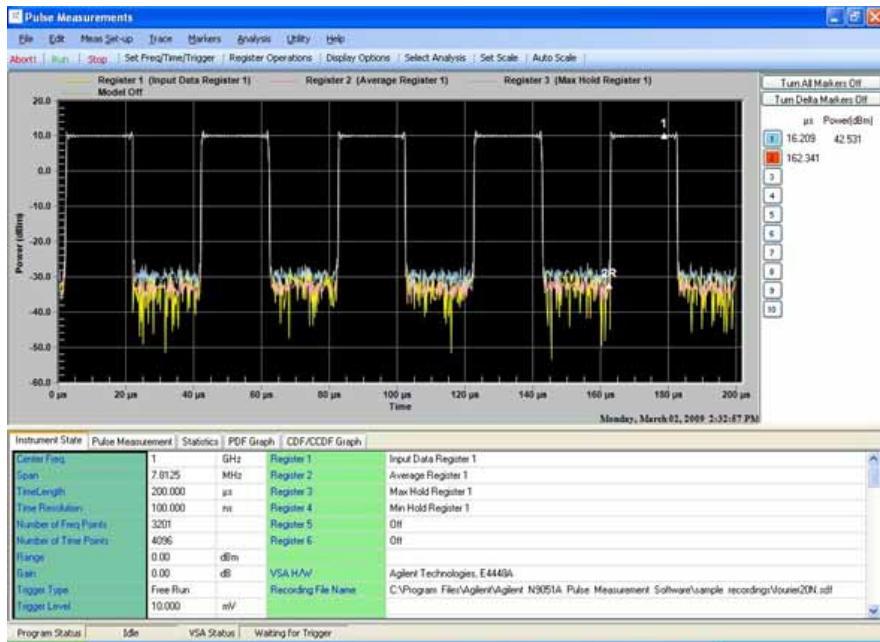 Pulse Measurements
File Edit Meas Set-up Trace Markers Analysis Utility Help
Abort! Run Stop Set Freq/Time/Trigger Register Operations Display Options Select Analysis Set Scale Auto Scale
Register 1 (Input Data Register 1) Register 2 (Average Register 1) Register 3 (Max Hold Register 1)
Model Off
Turn All Markers Off
Turn Delta Markers Off
µs Power(dBm)
1 16.209 42.531
2 162.341
3
4
5
6
7
8
9
10
20.0
10.0
0.0
-10.0
-20.0
-30.0
-40.0
-50.0
-60.0
Power (dBm)
1
2R
0 µs 20 µs 40 µs 60 µs 80 µs 100 µs 120 µs 140 µs 160 µs 180 µs 200 µs
Time
Monday, March 02, 2009 2:32:57 PM
Instrument State Pulse Measurement Statistics PDF Graph CDF/CCDF Graph
Center Freq 1 GHz Register 1 Input Data Register 1
Span 7.8125 MHz Register 2 Average Register 1
TimeLength 200.000 µs Register 3 Max Hold Register 1
Time Resolution 100.000 ns Register 4 Min Hold Register 1
Number of Freq Points 3201 Register 5 Off
Number of Time Points 4096 Register 6 Off
Range 0.00 dBm
Gain 0.00 dB VSA H/W Agilent Technologies, E4448A
Trigger Type Free Run Recording File Name C:\Program Files\Agilent\Agilent N9051A Pulse Measurement Software\sample recordings\fourier20N.sdf
Trigger Level 10.000 mV
Program Status Idle VSA Status Waiting for Trigger